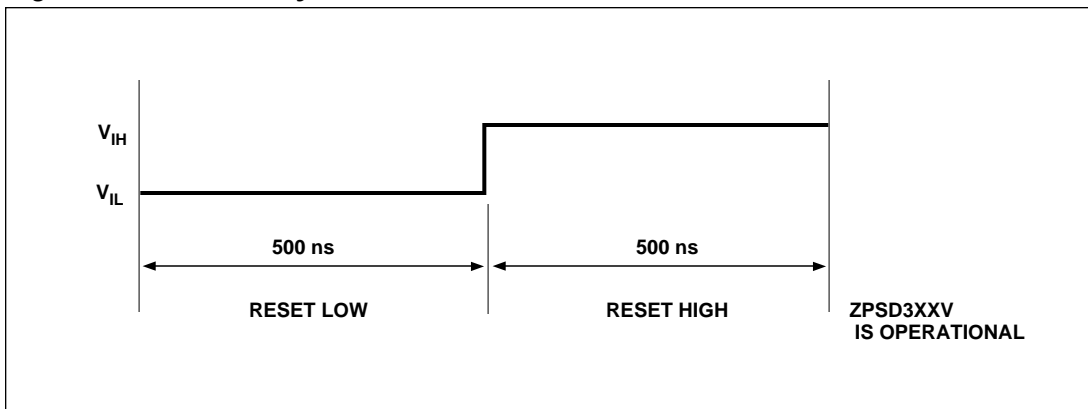 V_IH
V_IL
500 ns 500 ns
RESET LOW RESET HIGH ZPSD3XXV
IS OPERATIONAL